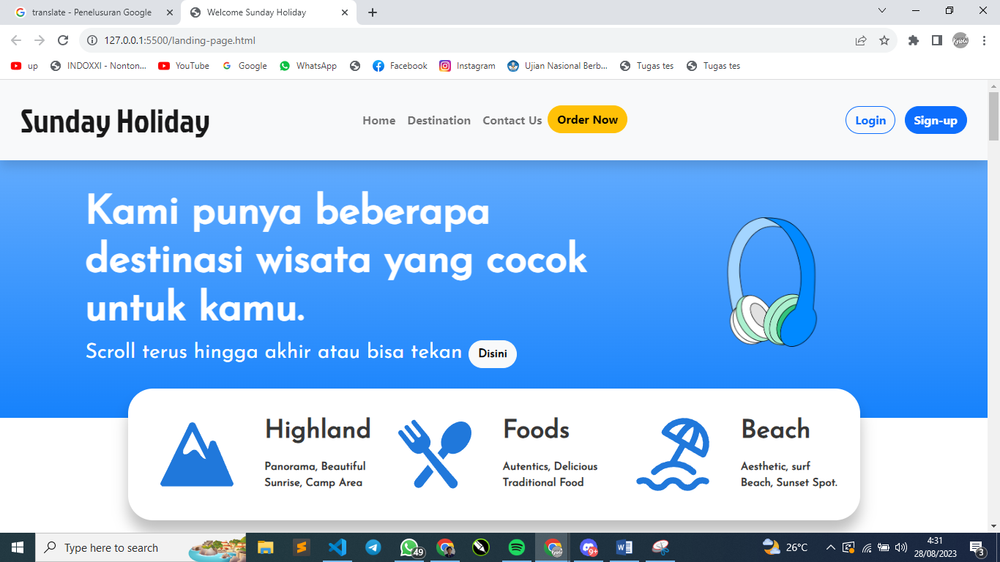 translate - Penelusuran Google
Welcome Sunday Holiday
127.0.0.1:5500/landing-page.html
up
INDOXXI - Nonton...
YouTube
Google
WhatsApp
Facebook
Instagram
Ujian Nasional Berb...
Tugas tes
Tugas tes
Sunday Holiday
Home
Destination
Contact Us
Order Now
Login
Sign-up
Kami punya beberapa
destinasi wisata yang cocok
untuk kamu.
Scroll terus hingga akhir atau bisa tekan Disini
Highland
Panorama, Beautiful
Sunrise, Camp Area
Foods
Autentics, Delicious
Traditional Food
Beach
Aesthetic, surf
Beach, Sunset Spot.
Type here to search
49
9+
26°C
4:31
28/08/2023
3